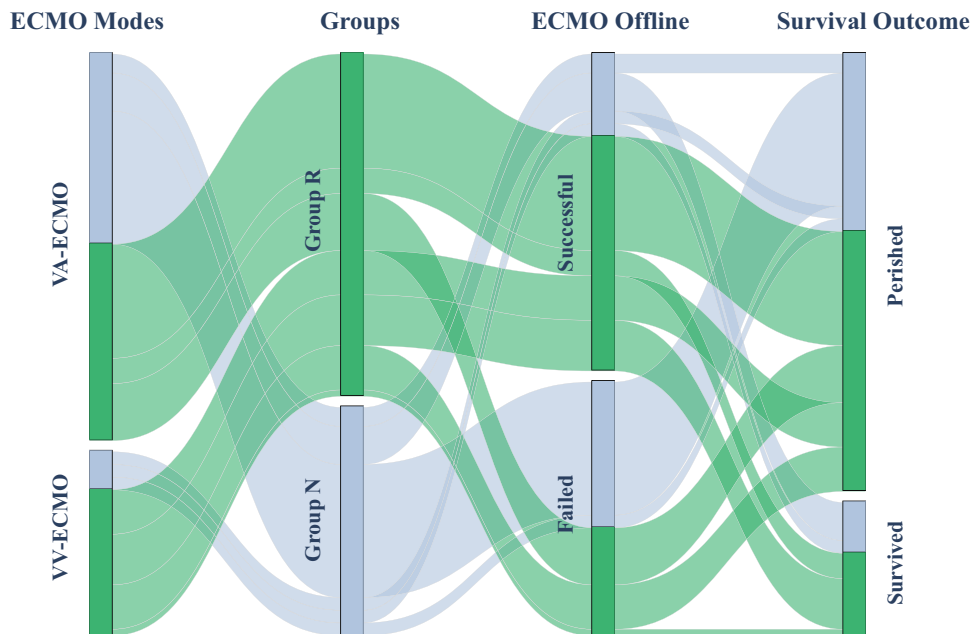 ECMO Modes
Groups
ECMO Offline
Survival Outcome
VA-ECMO
VV-ECMO
Group R
Group N
Successful
Failed
Perished
Survived